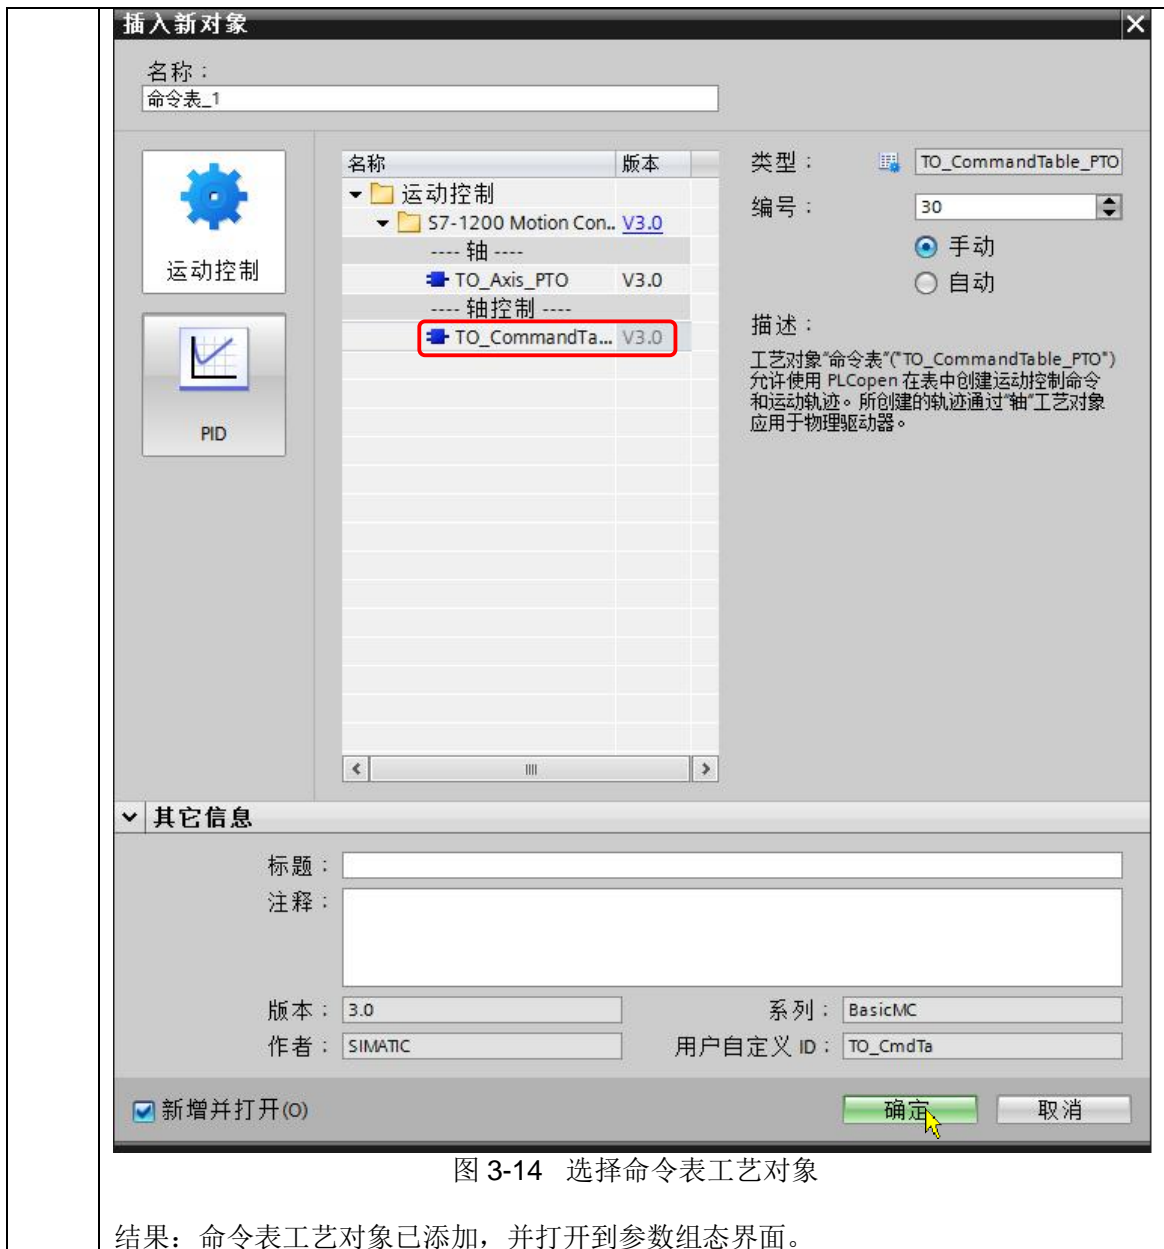 插入新对象
名称：
命令表_1
运动控制
PID
名称 版本
运动控制
S7-1200 Motion Con.. V3.0
---- 轴 ----
TO_Axis_PTO V3.0
---- 轴控制 ----
TO_CommandTa... V3.0
类型： TO_CommandTable_PTO
编号： 30
手动
自动
描述：
工艺对象“命令表”("TO_CommandTable_PTO")
允许使用 PLCopen 在表中创建运动控制命令
和运动轨迹。所创建的轨迹通过“轴”工艺对象
应用于物理驱动器。
其它信息
标题：
注释：
版本： 3.0 系列： BasicMC
作者： SIMATIC 用户自定义 ID： TO_CmdTa
新增并打开(O) 确定 取消
图 3-14 选择命令表工艺对象
结果：命令表工艺对象已添加，并打开到参数组态界面。